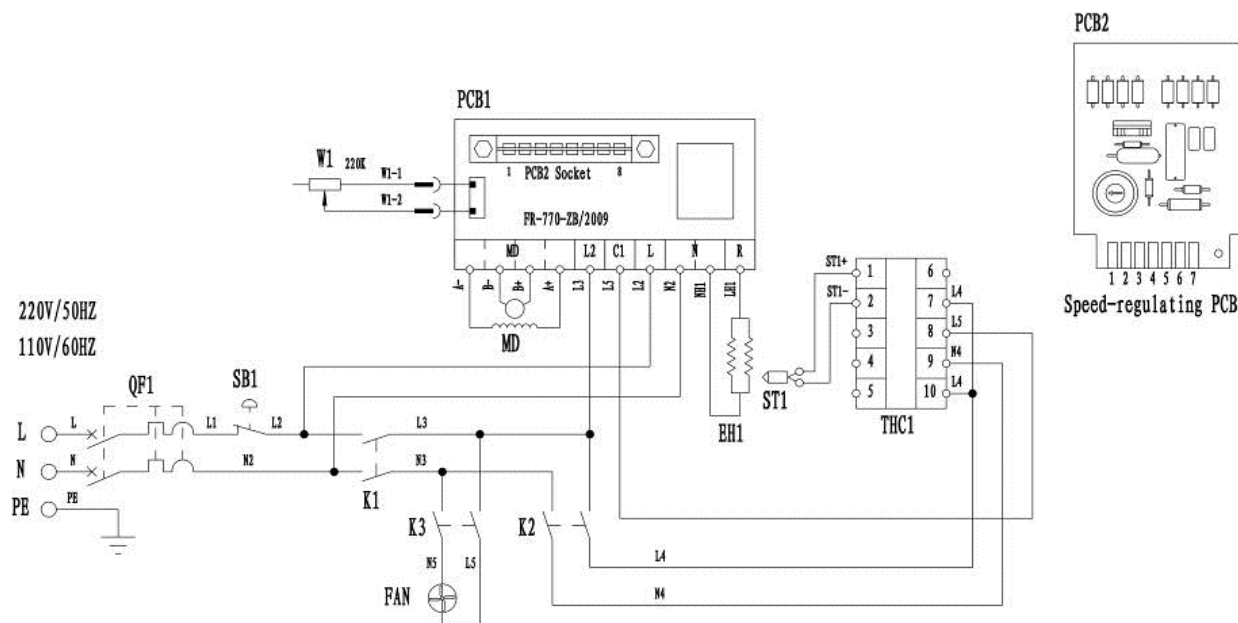 PCB2
PCB1
W1 220K W1-1
W1-2
1 PCB2 Socket 8
FR-770-ZB/2009
MD L2 C1 L N R
A- B- B+ A+ L3 L5 L2 N2 NH1 LH1
MD
1 2 3 4 5 6 7
Speed-regulating PCB
ST1+ 1 6
ST1- 2 7 L4
3 8 L5
4 9 N4
5 10 L4
THC1
ST1
EH1
220V/50HZ
110V/60HZ
QF1 SB1
L L L1 L2 L3
N N N2 N3
K1
PE PE
K3 K2
N5 L5 L4
FAN N4